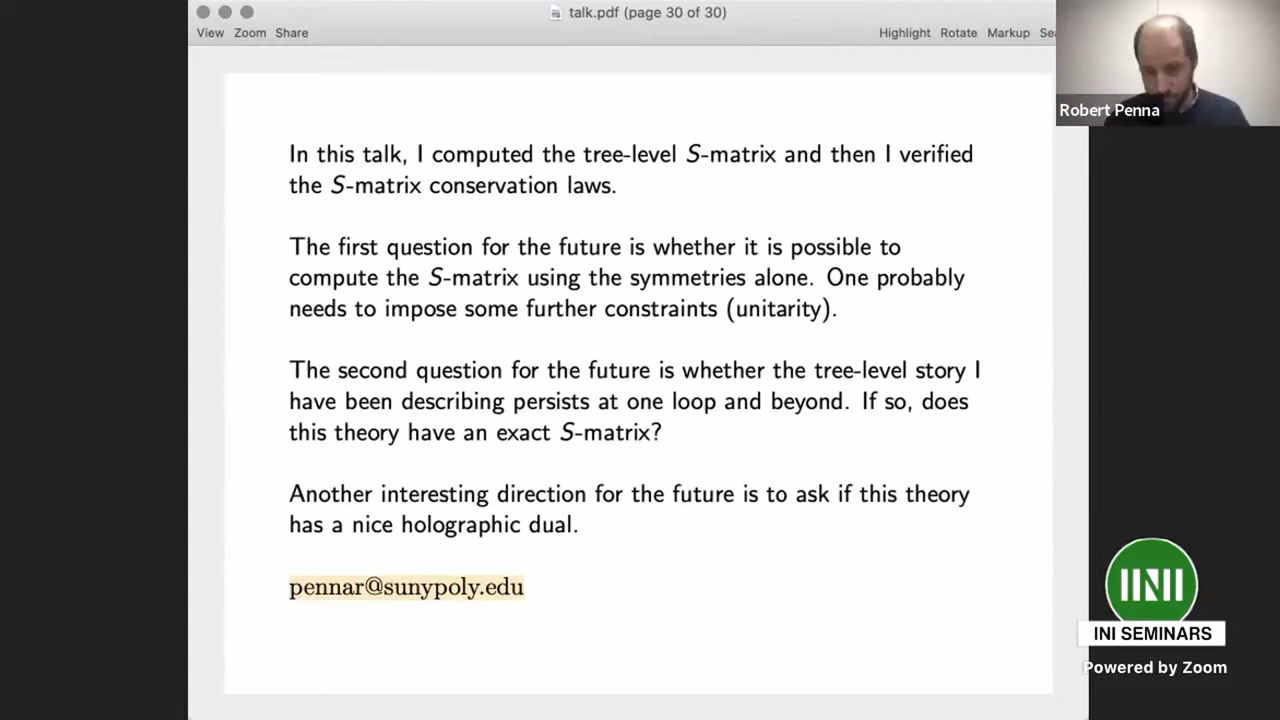 talk.pdf (page 30 of 30)
View Zoom Share
Highlight Rotate Markup
Robert Penna
In this talk, I computed the tree-level S-matrix and then I verified
the S-matrix conservation laws.
The first question for the future is whether it is possible to
compute the S-matrix using the symmetries alone. One probably
needs to impose some further constraints (unitarity).
The second question for the future is whether the tree-level story I
have been describing persists at one loop and beyond. If so, does
this theory have an exact S-matrix?
Another interesting direction for the future is to ask if this theory
has a nice holographic dual.
pennar@sunypoly.edu
INI SEMINARS
Powered by Zoom